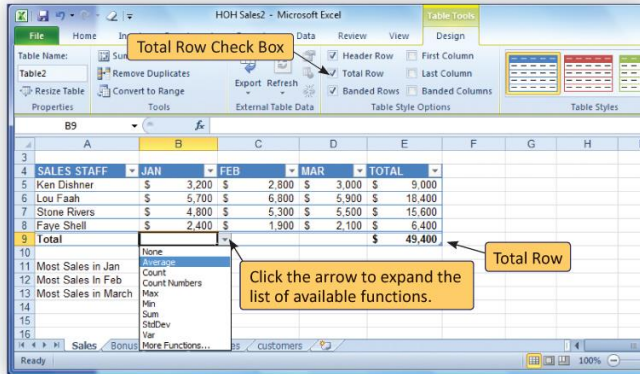 HOH Sales2 - Microsoft Excel
Table Tools
File Home Data Review View Design
Total Row Check Box
Table Name:
Table2
Resize Table
Properties
Remove Duplicates
Convert to Range
Tools
Export Refresh
External Table Data
Header Row First Column
Total Row Last Column
Banded Rows Banded Columns
Table Style Options
Table Styles
B9 fx
A B C D E F G H
3
4 SALES STAFF JAN FEB MAR TOTAL
5 Ken Dishner $ 3,200 $ 2,800 $ 3,000 $ 9,000
6 Lou Faah $ 5,700 $ 6,800 $ 5,900 $ 18,400
7 Stone Rivers $ 4,800 $ 5,300 $ 5,500 $ 15,600
8 Faye Shell $ 2,400 $ 1,900 $ 2,100 $ 6,400
9 Total $ 49,400
10
11 Most Sales in Jan
12 Most Sales In Feb
13 Most Sales in March
14
15
16
None
Average
Count
Count Numbers
Max
Min
Sum
StdDev
Var
More Functions...
Click the arrow to expand the
list of available functions.
Total Row
Sales Bonus customers
Ready 100%